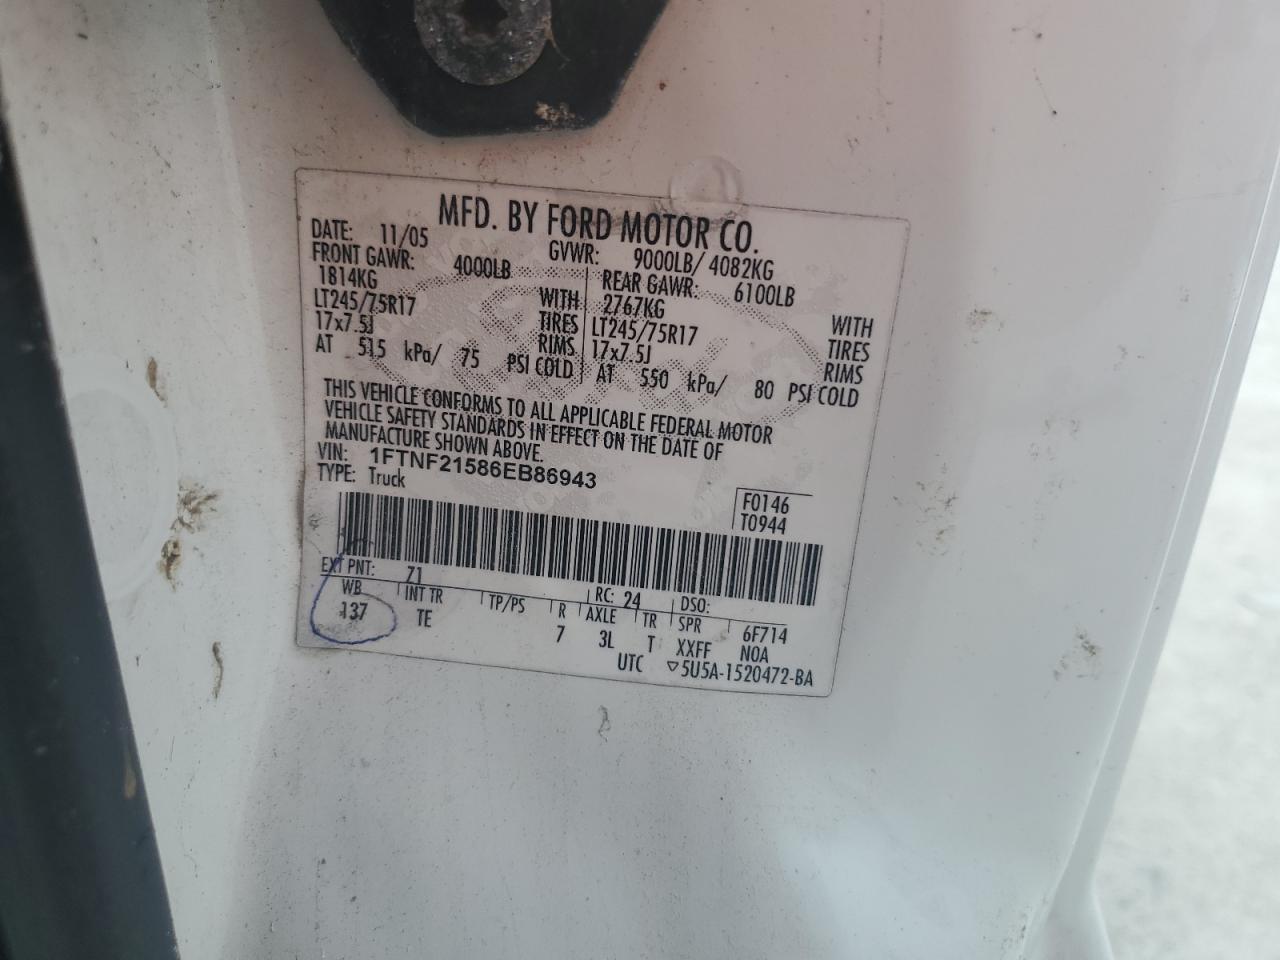 MFD. BY FORD MOTOR CO.
DATE: 11/05 GVWR: 9000LB/ 4082KG
FRONT GAWR: 4000LB REAR GAWR: 6100LB
1814KG WITH 2767KG WITH
LT245/75R17 TIRES LT245/75R17 TIRES
17x7.5J RIMS 17x7.5J RIMS
AT 515 kPa/ 75 PSI COLD AT 550 kPa/ 80 PSI COLD
THIS VEHICLE CONFORMS TO ALL APPLICABLE FEDERAL MOTOR
VEHICLE SAFETY STANDARDS IN EFFECT ON THE DATE OF
MANUFACTURE SHOWN ABOVE.
VIN: 1FTNF21586EB86943
TYPE: Truck
F0146
T0944
EXT PNT: 71 RC: 24 DSO:
WB INT TR TP/PS R AXLE TR SPR 6F714
137 TE 7 3L T XXFF NOA
UTC ▽5U5A-1520472-BA